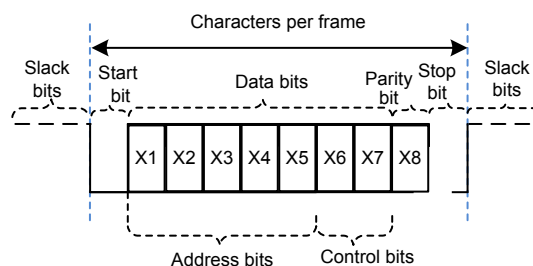 Characters per frame
Slack bits
Start bit
Data bits
Parity bit
Stop bit
Slack bits
X1 X2 X3 X4 X5 X6 X7 X8
Address bits
Control bits